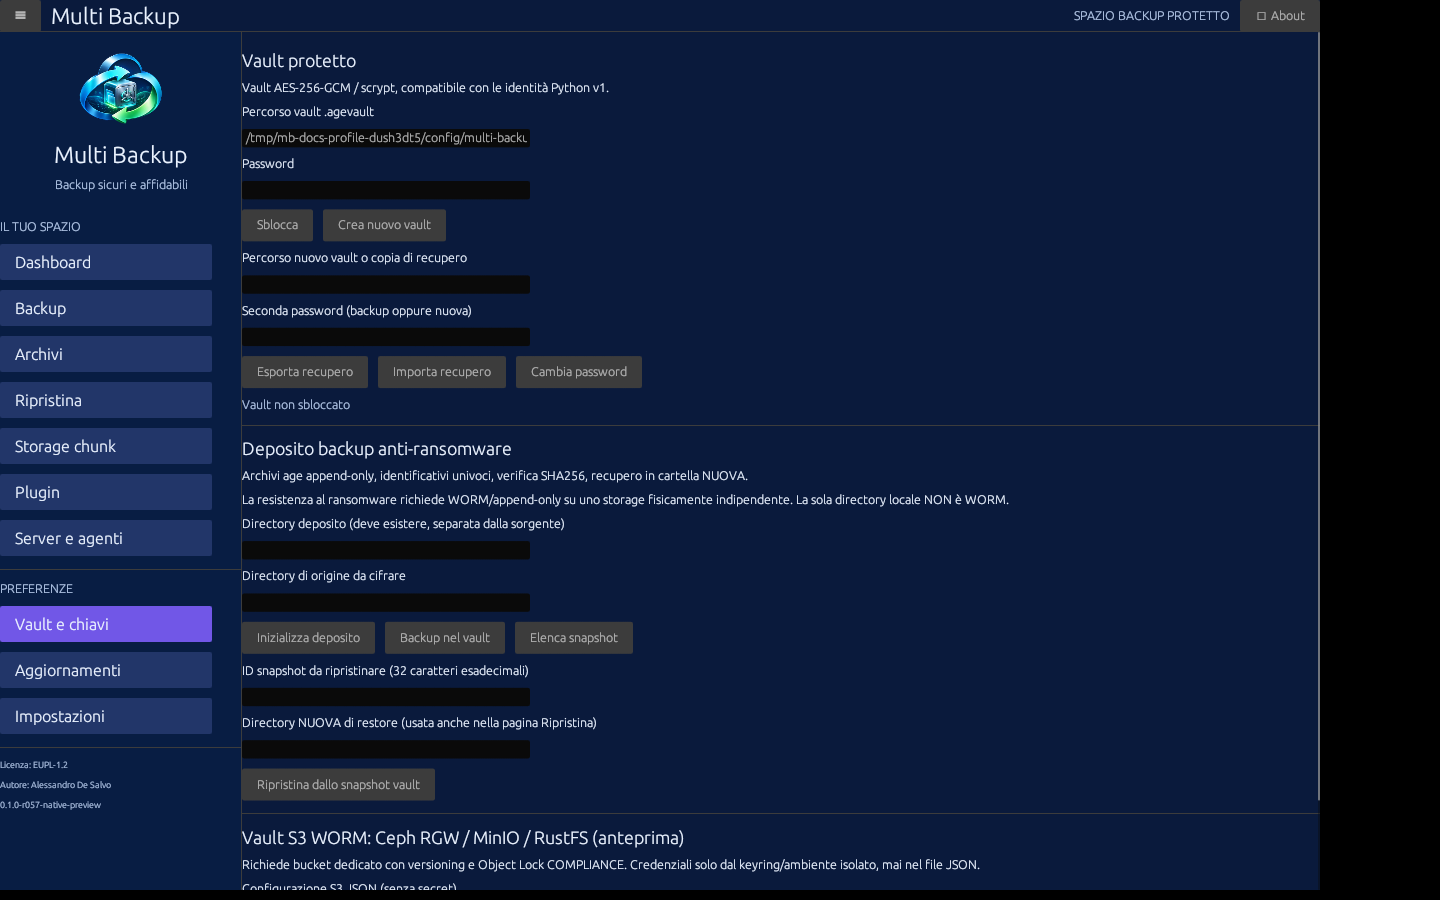 Multi Backup
SPAZIO BACKUP PROTETTO
About
Multi Backup
Backup sicuri e affidabili
IL TUO SPAZIO
Dashboard
Backup
Archivi
Ripristina
Storage chunk
Plugin
Server e agenti
PREFERENZE
Vault e chiavi
Aggiornamenti
Impostazioni
Licenza: EUPL-1.2
Autore: Alessandro De Salvo
0.1.0-r057-native-preview
Vault protetto
Vault AES-256-GCM / scrypt, compatibile con le identità Python v1.
Percorso vault .agevault
/tmp/mb-docs-profile-dush3dt5/config/multi-backu
Password
Sblocca
Crea nuovo vault
Percorso nuovo vault o copia di recupero
Seconda password (backup oppure nuova)
Esporta recupero
Importa recupero
Cambia password
Vault non sbloccato
Deposito backup anti-ransomware
Archivi age append-only, identificativi univoci, verifica SHA256, recupero in cartella NUOVA.
La resistenza al ransomware richiede WORM/append-only su uno storage fisicamente indipendente. La sola directory locale NON è WORM.
Directory deposito (deve esistere, separata dalla sorgente)
Directory di origine da cifrare
Inizializza deposito
Backup nel vault
Elenca snapshot
ID snapshot da ripristinare (32 caratteri esadecimali)
Directory NUOVA di restore (usata anche nella pagina Ripristina)
Ripristina dallo snapshot vault
Vault S3 WORM: Ceph RGW / MinIO / RustFS (anteprima)
Richiede bucket dedicato con versioning e Object Lock COMPLIANCE. Credenziali solo dal keyring/ambiente isolato, mai nel file JSON.
Configurazione S3 JSON (senza secret)